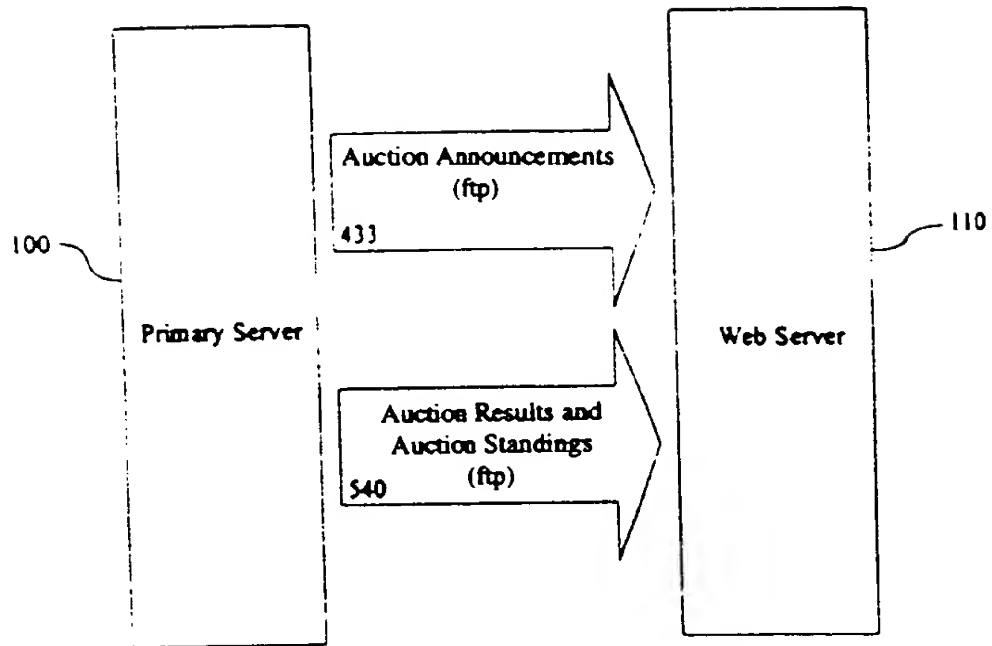 Auction Announcements
(ftp)
433
100
110
Primary Server
Web Server
Auction Results and
Auction Standings
(ftp)
540